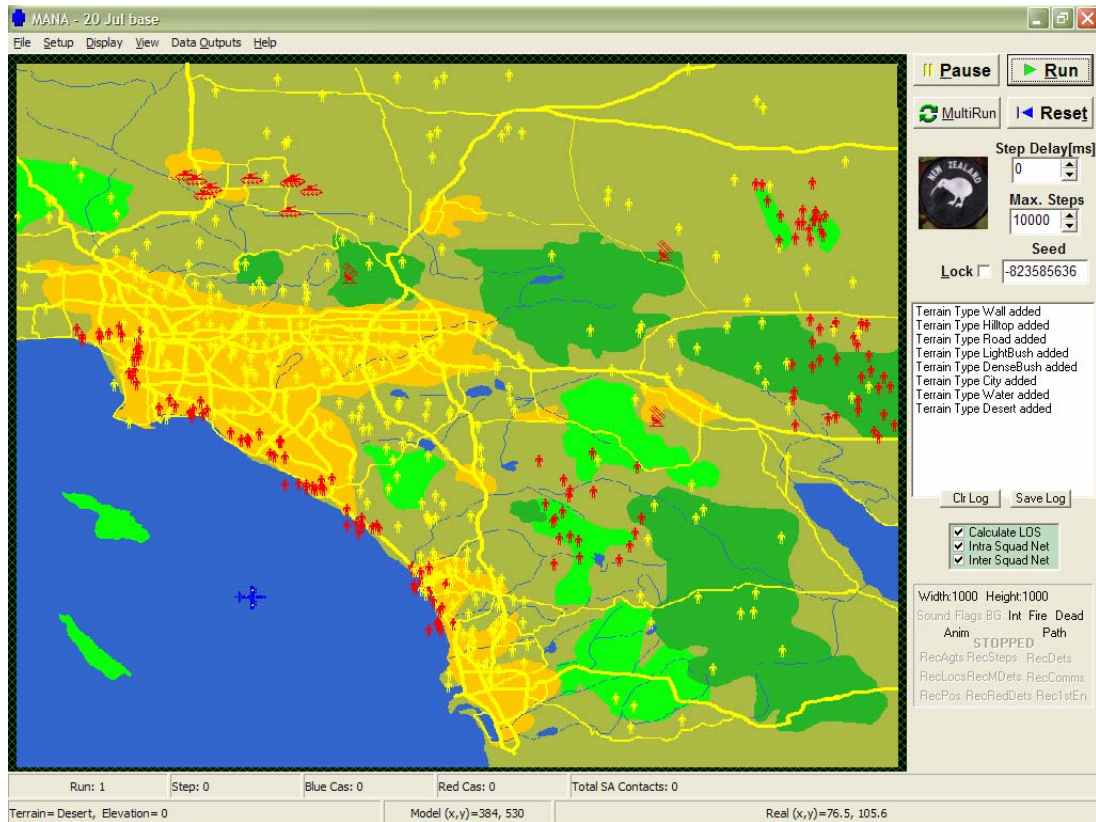 MANA - 20 Jul base
File Setup Display View Data Outputs Help
Pause Run
MultiRun Reset
Step Delay[ms]
NEW ZEALAND
0
Max. Steps
10000
Seed
Lock -823585636
Terrain Type Wall added
Terrain Type Hilltop added
Terrain Type Road added
Terrain Type LightBush added
Terrain Type DenseBush added
Terrain Type City added
Terrain Type Water added
Terrain Type Desert added
Clr Log Save Log
Calculate LOS
Intra Squad Net
Inter Squad Net
Width:1000 Height:1000
Sound Flags BG Int Fire Dead
Anim Path
STOPPED
RecAgts RecSteps RecDets
RecLocs RecMDets RecComms
RecPos RecRedDets Rec1stEn
Run: 1 Step: 0 Blue Cas: 0 Red Cas: 0 Total SA Contacts: 0
Terrain= Desert, Elevation= 0 Model (x,y)=384, 530 Real (x,y)=76.5, 105.6